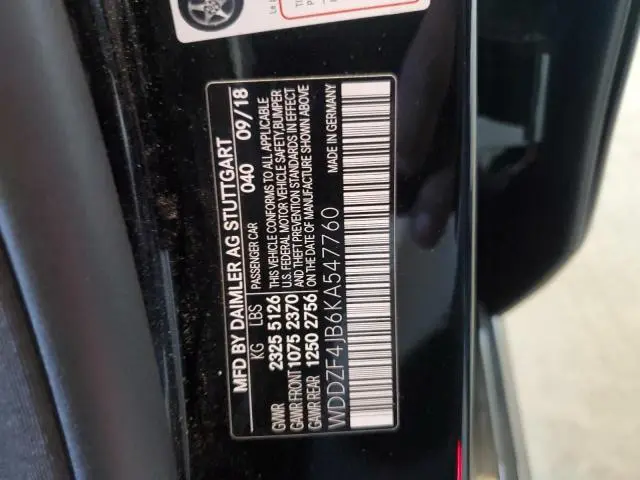 MFD BY DAIMLER AG STUTTGART
KG LBS PASSENGER CAR 040 09/18
GVWR 2325 5126 THIS VEHICLE CONFORMS TO ALL APPLICABLE
GAWR FRONT 1075 2370 U.S. FEDERAL MOTOR VEHICLE SAFETY, BUMPER
GAWR REAR 1250 2756 AND THEFT PREVENTION STANDARDS IN EFFECT
ON THE DATE OF MANUFACTURE SHOWN ABOVE
WDDZF4JB6KA547760 MADE IN GERMANY